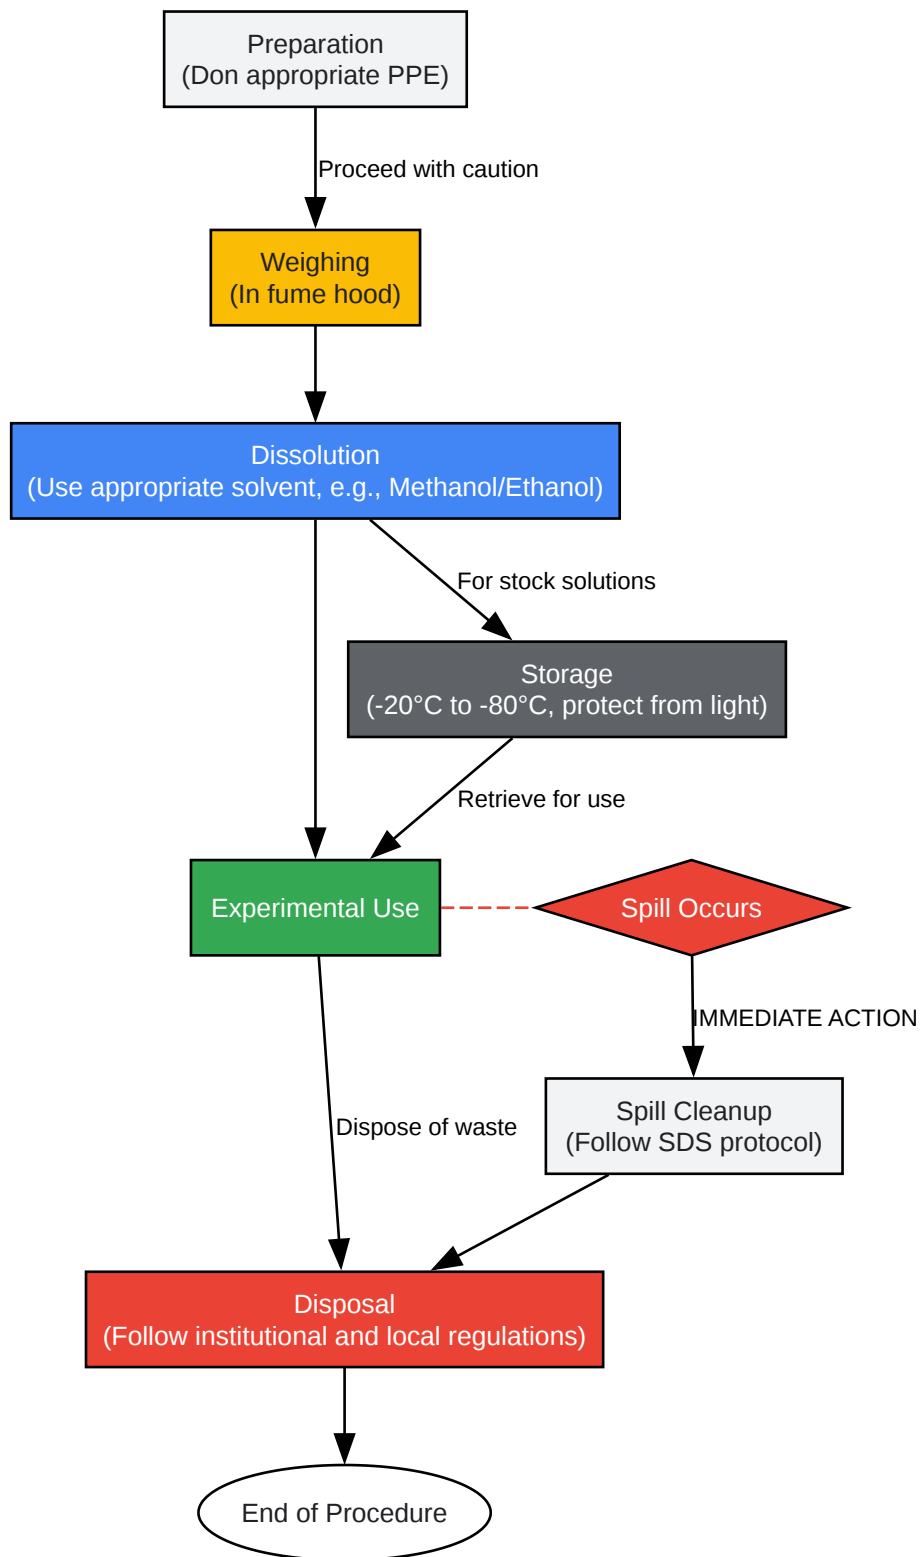 Preparation
(Don appropriate PPE)
Proceed with caution
Weighing
(In fume hood)
Dissolution
(Use appropriate solvent, e.g., Methanol/Ethanol)
For stock solutions
Storage
(-20°C to -80°C, protect from light)
Retrieve for use
Experimental Use
Spill Occurs
IMMEDIATE ACTION
Spill Cleanup
(Follow SDS protocol)
Dispose of waste
Disposal
(Follow institutional and local regulations)
End of Procedure